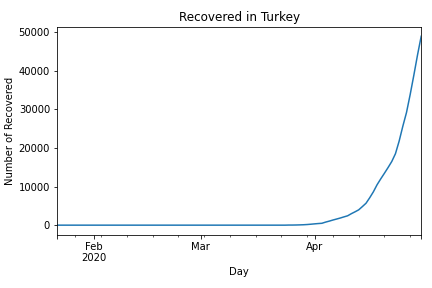 Recovered in Turkey
50000
40000
30000
20000
10000
0
Number of Recovered
Feb
2020
Mar
Apr
Day